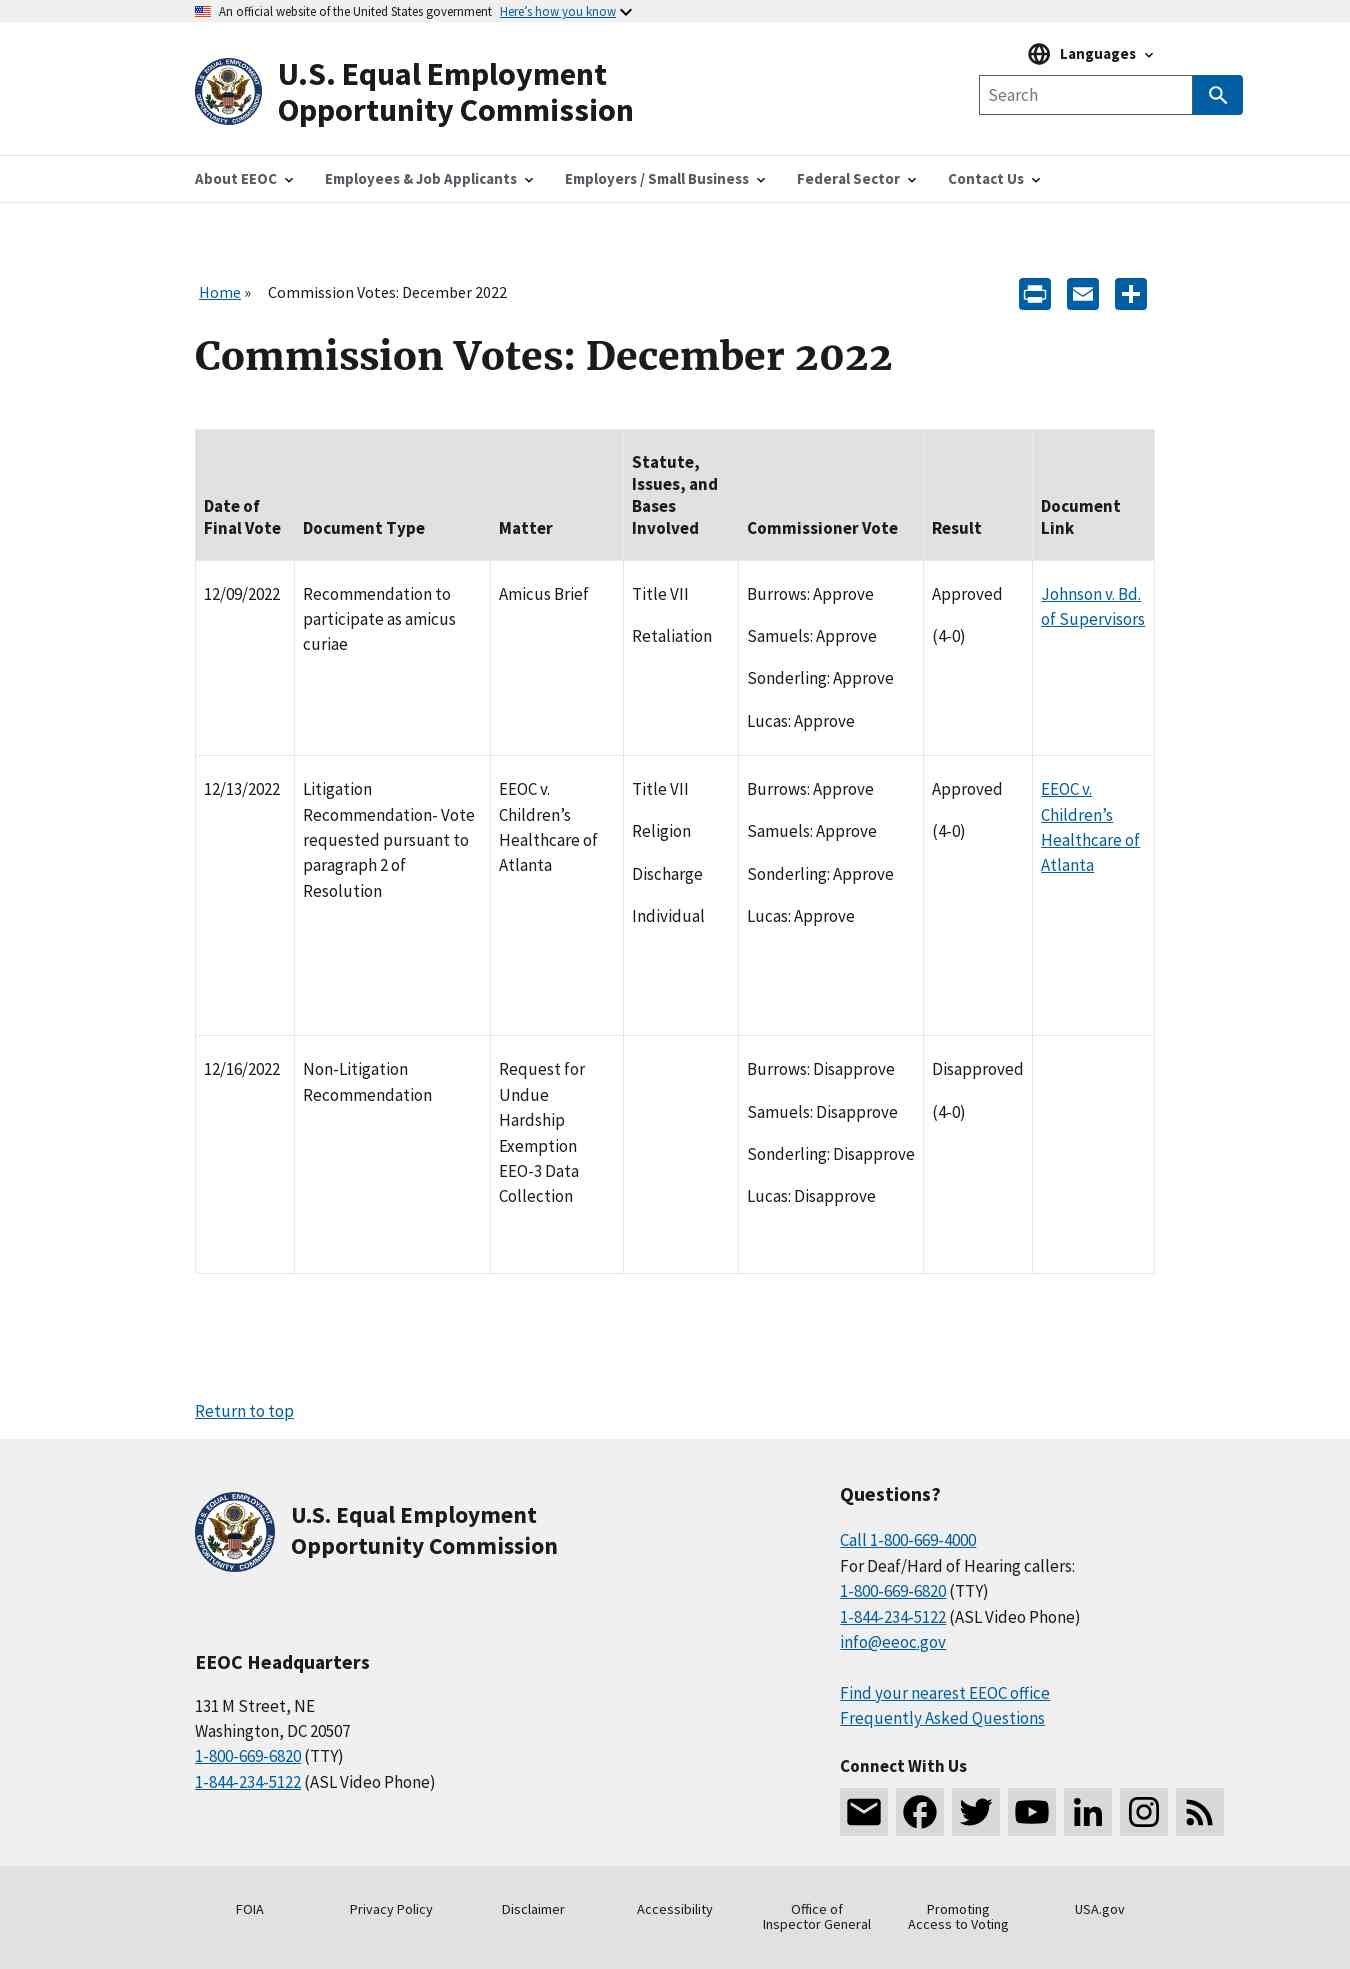 An official website of the United States government Here’s how you know
U.S. Equal Employment
Opportunity Commission
Languages
Search
About EEOC
Employees & Job Applicants
Employers / Small Business
Federal Sector
Contact Us
Home » Commission Votes: December 2022
Commission Votes: December 2022
Date of
Final Vote
Document Type
Matter
Statute,
Issues, and
Bases
Involved
Commissioner Vote
Result
Document
Link
12/09/2022
Recommendation to
participate as amicus
curiae
Amicus Brief
Title VII
Retaliation
Burrows: Approve
Samuels: Approve
Sonderling: Approve
Lucas: Approve
Approved
(4-0)
Johnson v. Bd.
of Supervisors
12/13/2022
Litigation
Recommendation- Vote
requested pursuant to
paragraph 2 of
Resolution
EEOC v.
Children’s
Healthcare of
Atlanta
Title VII
Religion
Discharge
Individual
Burrows: Approve
Samuels: Approve
Sonderling: Approve
Lucas: Approve
Approved
(4-0)
EEOC v.
Children’s
Healthcare of
Atlanta
12/16/2022
Non-Litigation
Recommendation
Request for
Undue
Hardship
Exemption
EEO-3 Data
Collection
Burrows: Disapprove
Samuels: Disapprove
Sonderling: Disapprove
Lucas: Disapprove
Disapproved
(4-0)
Return to top
U.S. EQUAL EMPLOYMENT OPPORTUNITY COMMISSION
U.S. Equal Employment
Opportunity Commission
EEOC Headquarters
131 M Street, NE
Washington, DC 20507
1-800-669-6820 (TTY)
1-844-234-5122 (ASL Video Phone)
Questions?
Call 1-800-669-4000
For Deaf/Hard of Hearing callers:
1-800-669-6820 (TTY)
1-844-234-5122 (ASL Video Phone)
info@eeoc.gov
Find your nearest EEOC office
Frequently Asked Questions
Connect With Us
FOIA
Privacy Policy
Disclaimer
Accessibility
Office of
Inspector General
Promoting
Access to Voting
USA.gov